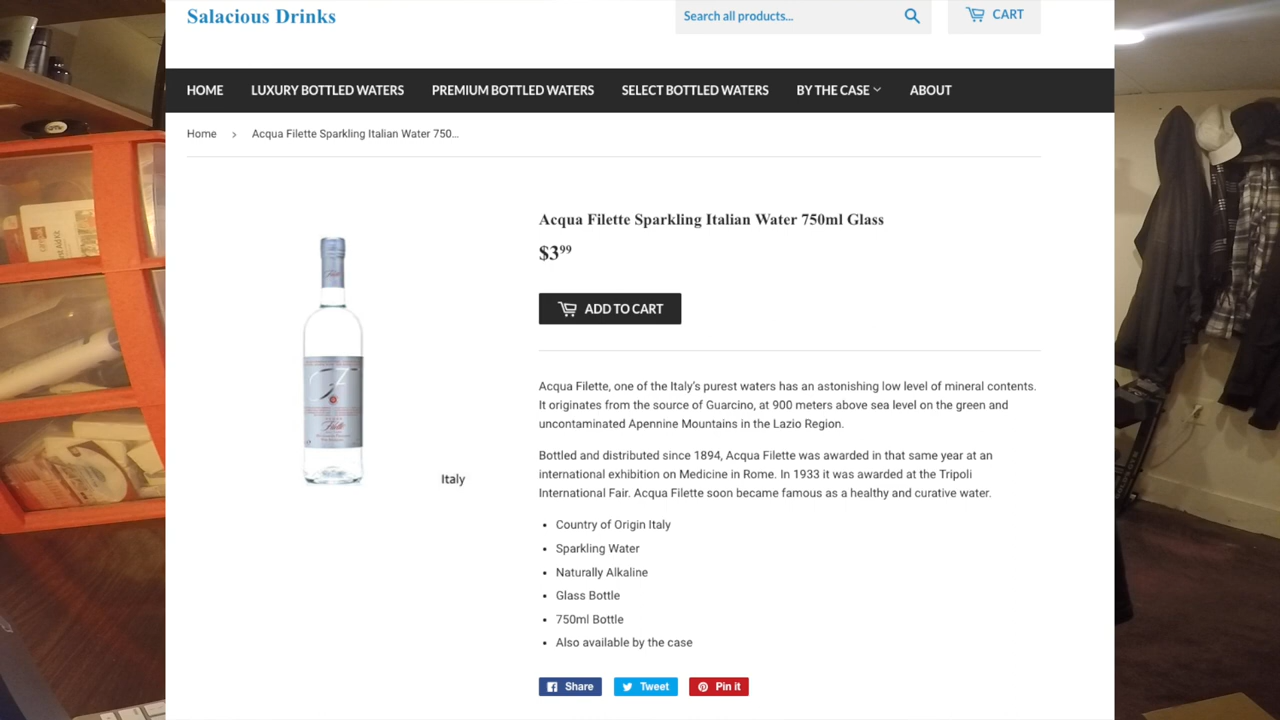 Salacious Drinks
Search all products...
CART
HOME
LUXURY BOTTLED WATERS
PREMIUM BOTTLED WATERS
SELECT BOTTLED WATERS
BY THE CASE
ABOUT
Home › Acqua Filette Sparkling Italian Water 750...
Acqua Filette Sparkling Italian Water 750ml Glass
$3⁹⁹
ADD TO CART
Acqua Filette, one of the Italy's purest waters has an astonishing low level of mineral contents.
It originates from the source of Guarcino, at 900 meters above sea level on the green and
uncontaminated Apennine Mountains in the Lazio Region.
Bottled and distributed since 1894, Acqua Filette was awarded in that same year at an
international exhibition on Medicine in Rome. In 1933 it was awarded at the Tripoli
International Fair. Acqua Filette soon became famous as a healthy and curative water.
Italy
• Country of Origin Italy
• Sparkling Water
• Naturally Alkaline
• Glass Bottle
• 750ml Bottle
• Also available by the case
Share
Tweet
Pin it